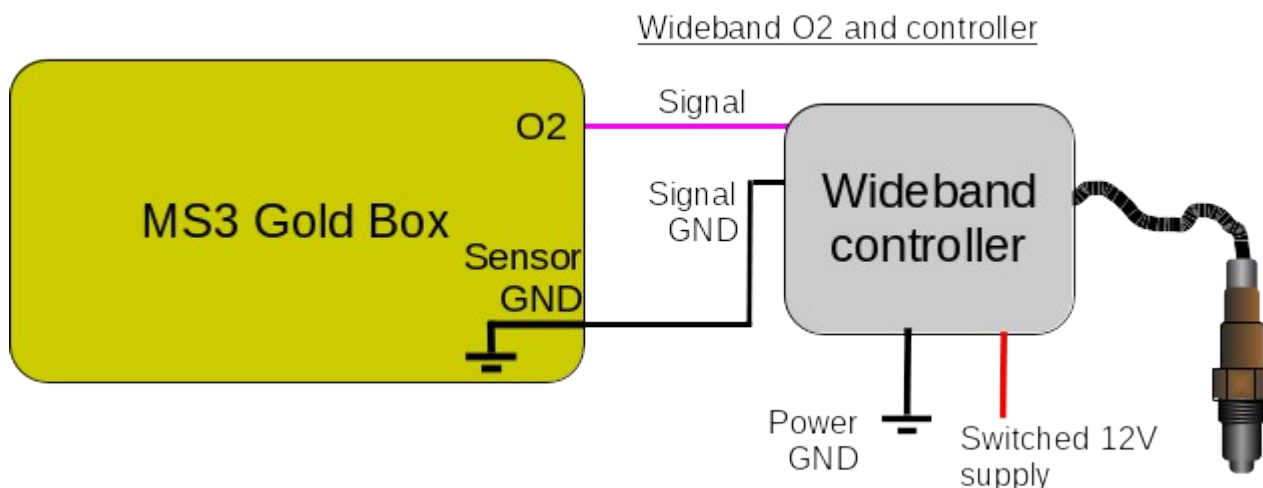 Wideband O2 and controller
Signal
O2
MS3 Gold Box
Sensor
GND
Signal
GND
Wideband
controller
Power
GND
Switched 12V
supply